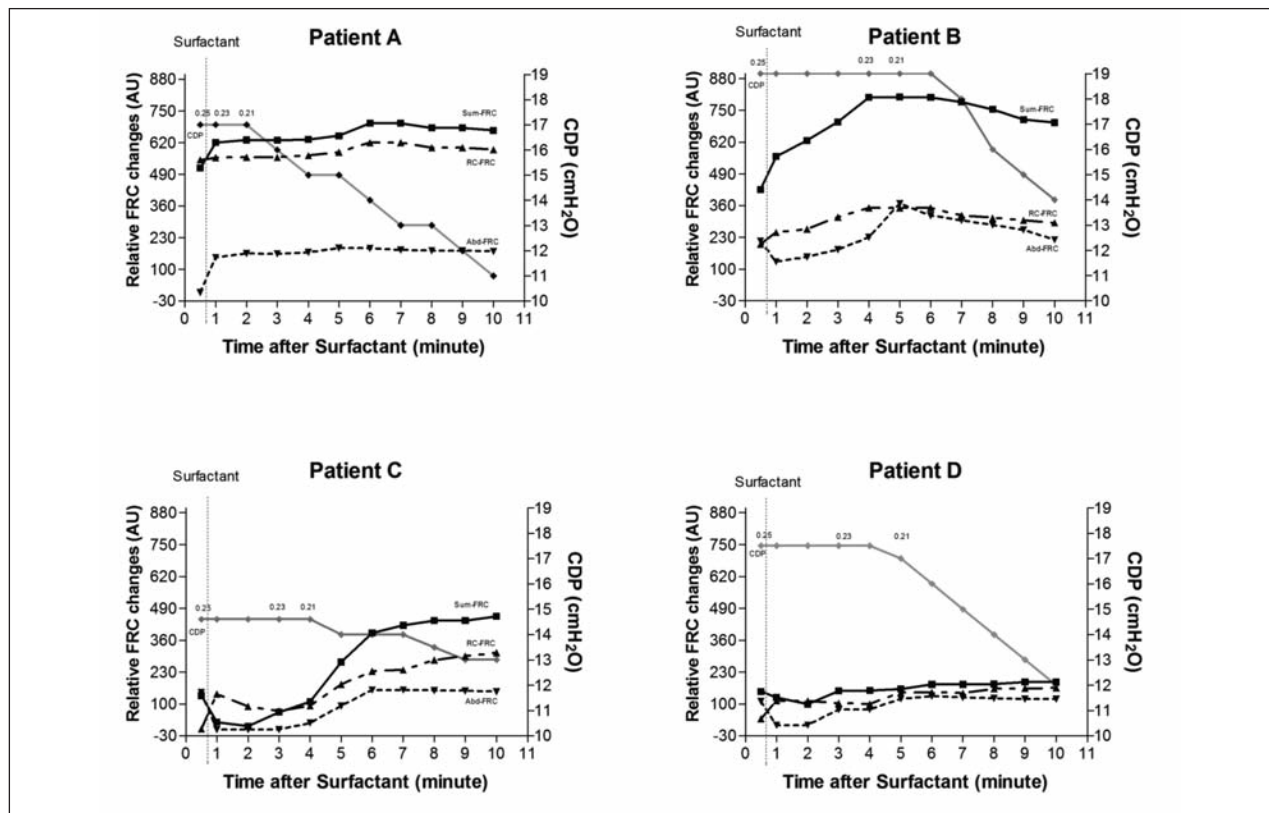 Patient A
Surfactant
Relative FRC changes (AU)
880
750
620
490
360
230
100
-30
0.25 0.23 0.21
CDP
Sum-FRC
RC-FRC
Abd-FRC
19
18
17
16
15
14
13
12
11
10
CDP (cmH2O)
0 1 2 3 4 5 6 7 8 9 10 11
Time after Surfactant (minute)
Patient B
Surfactant
Relative FRC changes (AU)
880
750
620
490
360
230
100
-30
0.25 0.23 0.21
CDP
Sum-FRC
RC-FRC
Abd-FRC
19
18
17
16
15
14
13
12
11
10
CDP (cmH2O)
0 1 2 3 4 5 6 7 8 9 10 11
Time after Surfactant (minute)
Patient C
Surfactant
Relative FRC changes (AU)
880
750
620
490
360
230
100
-30
0.25 0.23 0.21
CDP
Sum-FRC
RC-FRC
Abd-FRC
19
18
17
16
15
14
13
12
11
10
CDP (cmH2O)
0 1 2 3 4 5 6 7 8 9 10 11
Time after Surfactant (minute)
Patient D
Surfactant
Relative FRC changes (AU)
880
750
620
490
360
230
100
-30
0.25 0.23 0.21
CDP
19
18
17
16
15
14
13
12
11
10
CDP (cmH2O)
0 1 2 3 4 5 6 7 8 9 10 11
Time after Surfactant (minute)